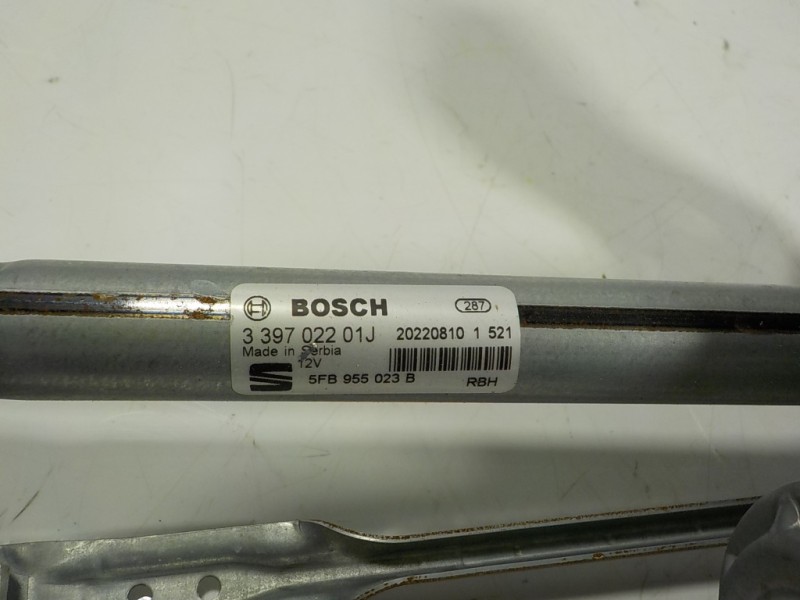 BOSCH 287
3 397 022 01J 20220810 1 521
Made in Serbia
12V
5FB 955 023 B RBH